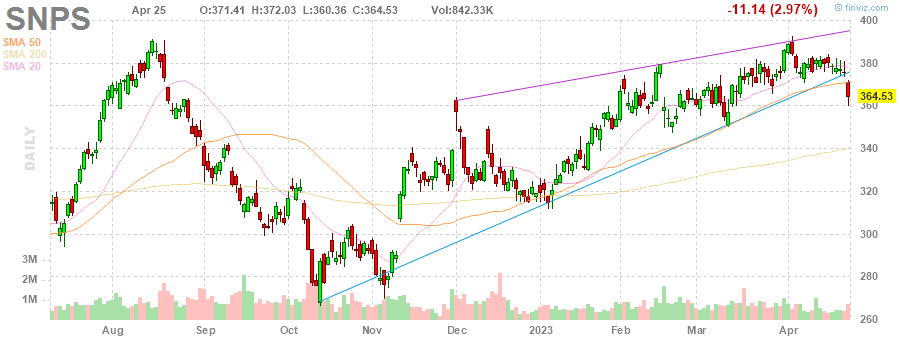 SNPS
Apr 25 O:371.41 H:372.03 L:360.36 C:364.53 Vol:842.33K
-11.14 (2.97%)
© finviz.com
SMA 50
SMA 200
SMA 20
DAILY
400
380
364.53
360
340
320
300
280
260
3M
2M
1M
Aug Sep Oct Nov Dec 2023 Feb Mar Apr